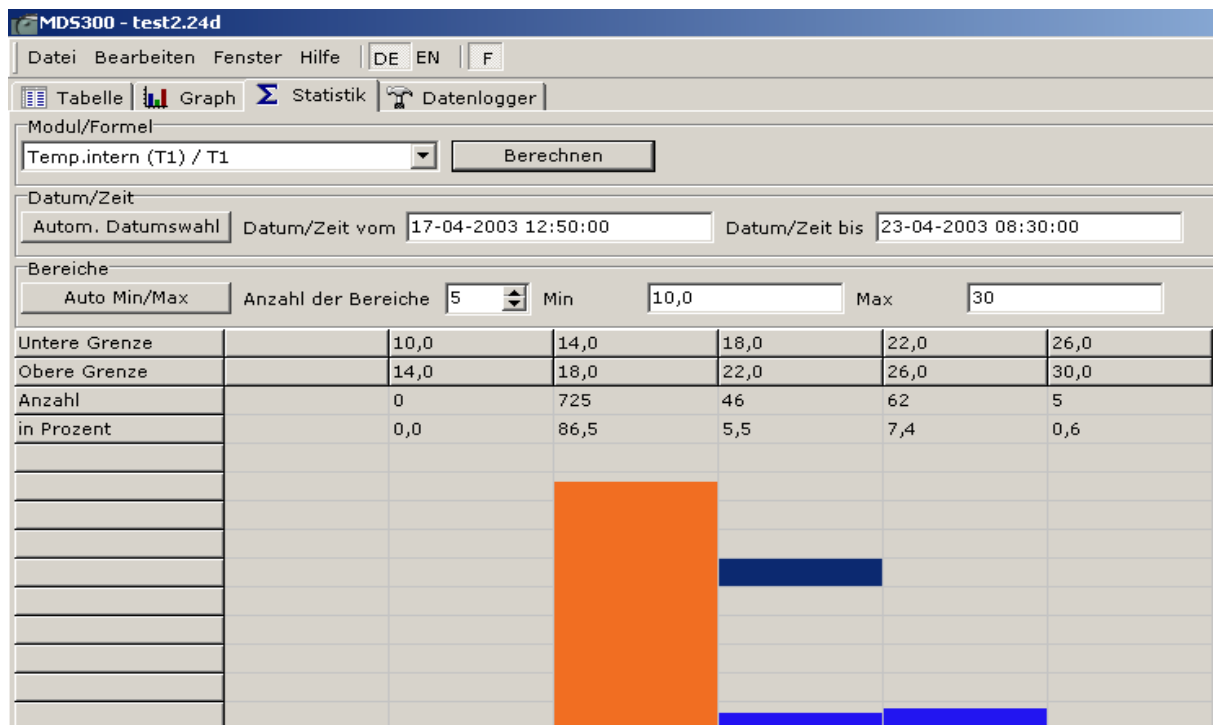 MDS300 - test2.24d
Datei Bearbeiten Fenster Hilfe DE EN F
Tabelle Graph Σ Statistik Datenlogger
Modul/Formel
Temp.intern (T1) / T1 Berechnen
Datum/Zeit
Autom. Datumswahl Datum/Zeit vom 17-04-2003 12:50:00 Datum/Zeit bis 23-04-2003 08:30:00
Bereiche
Auto Min/Max Anzahl der Bereiche 5 Min 10,0 Max 30
Untere Grenze 10,0 14,0 18,0 22,0 26,0
Obere Grenze 14,0 18,0 22,0 26,0 30,0
Anzahl 0 725 46 62 5
in Prozent 0,0 86,5 5,5 7,4 0,6